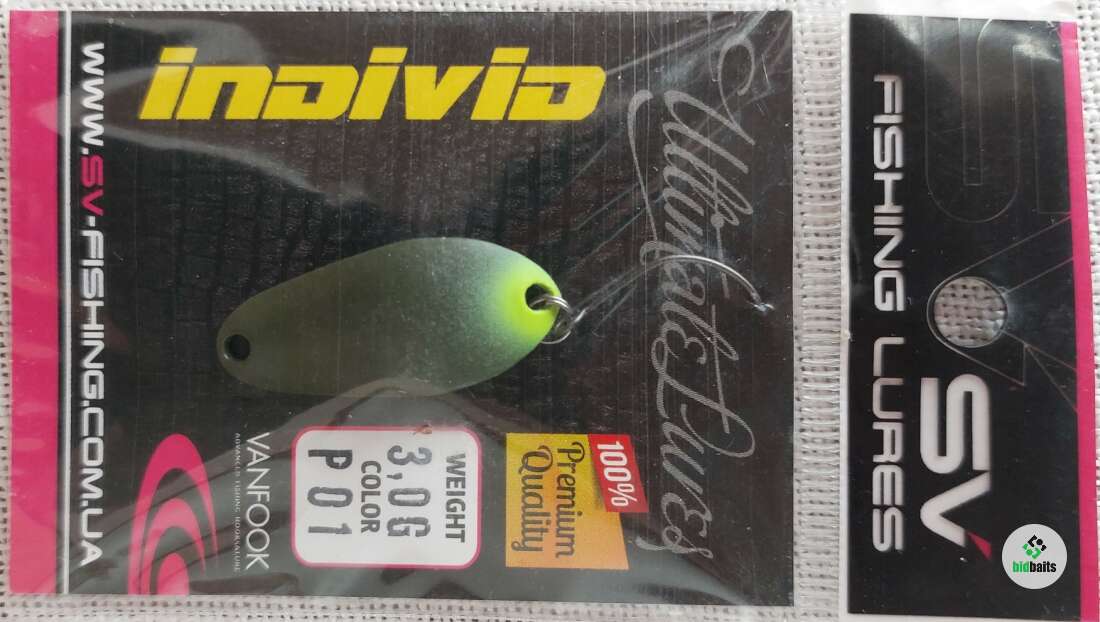 SV
FISHING LURES
Ultimate Lures
individ
100%
Premium
Quality
WEIGHT
3,0G
COLOR
P 01
VANFOOK
WWW.SV-FISHING.COM.UA
bidbaits